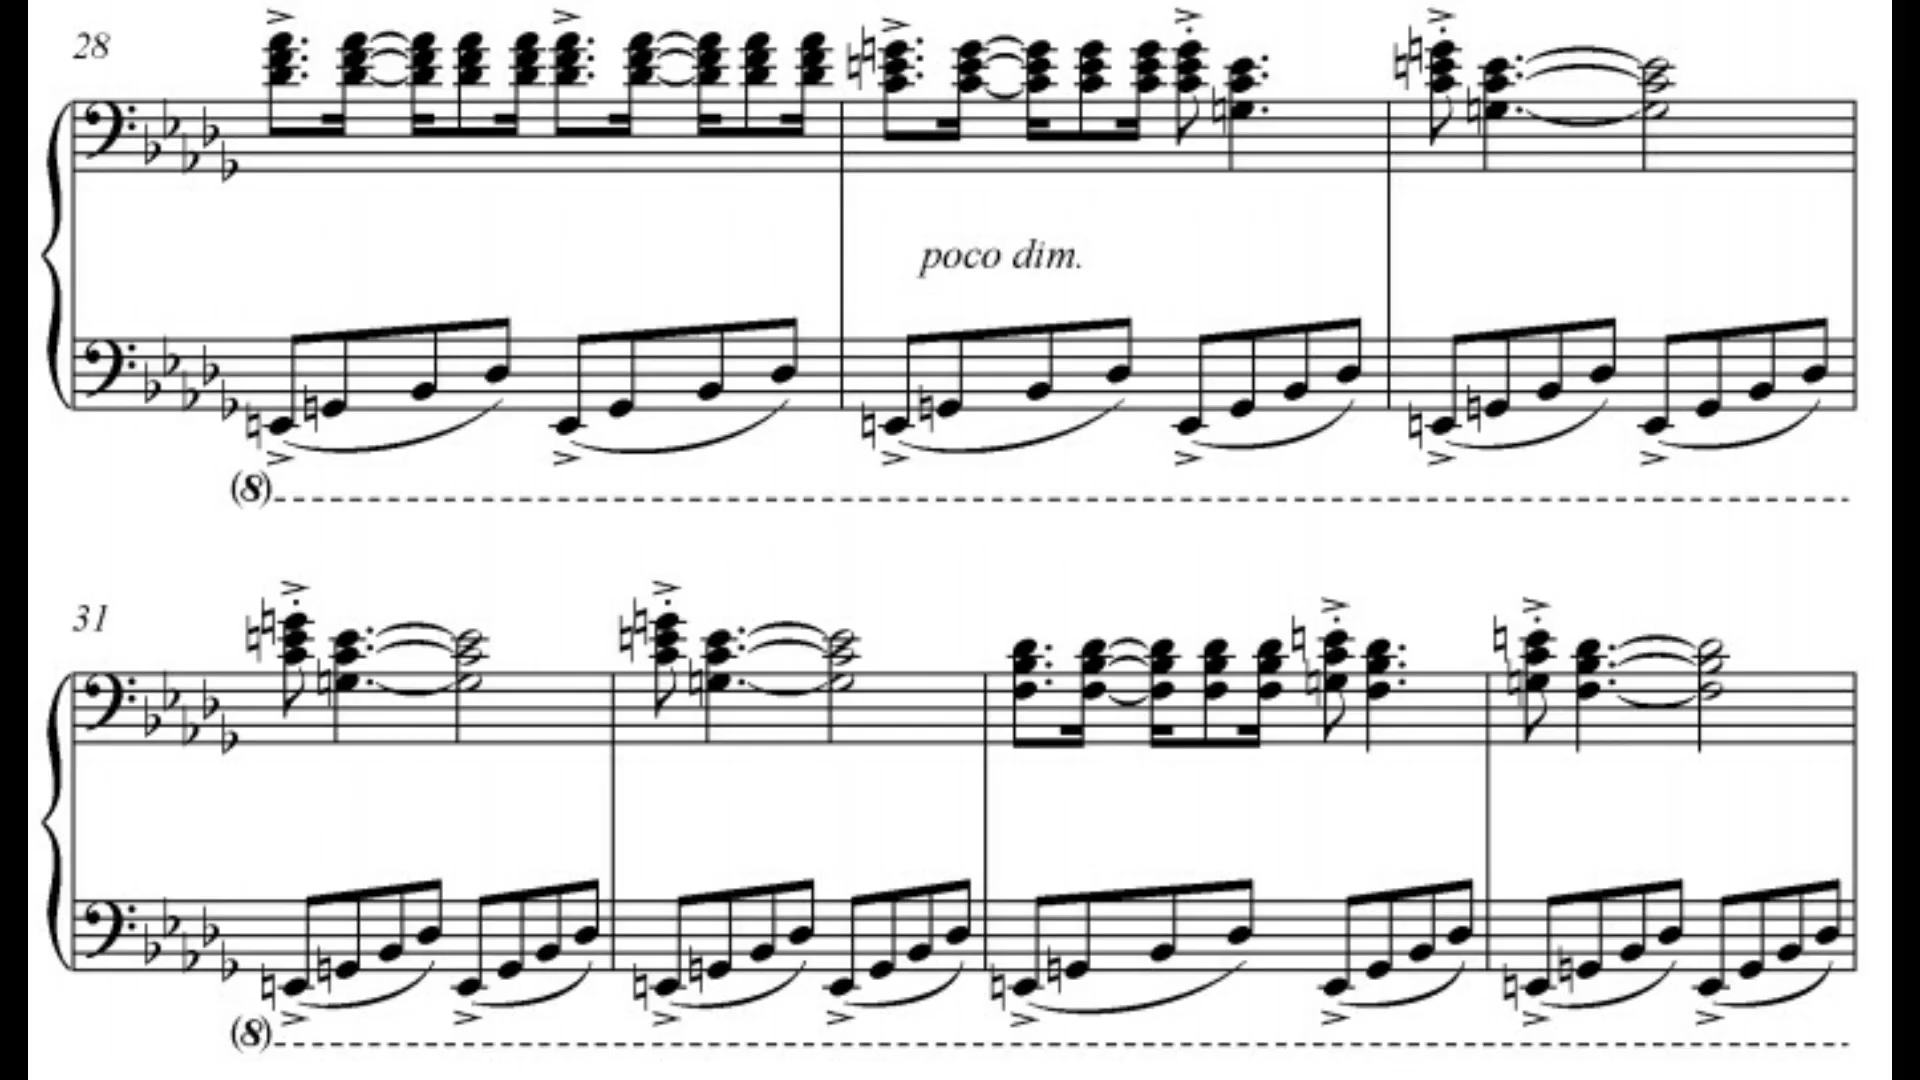 28
poco dim.
(8)
31
(8)